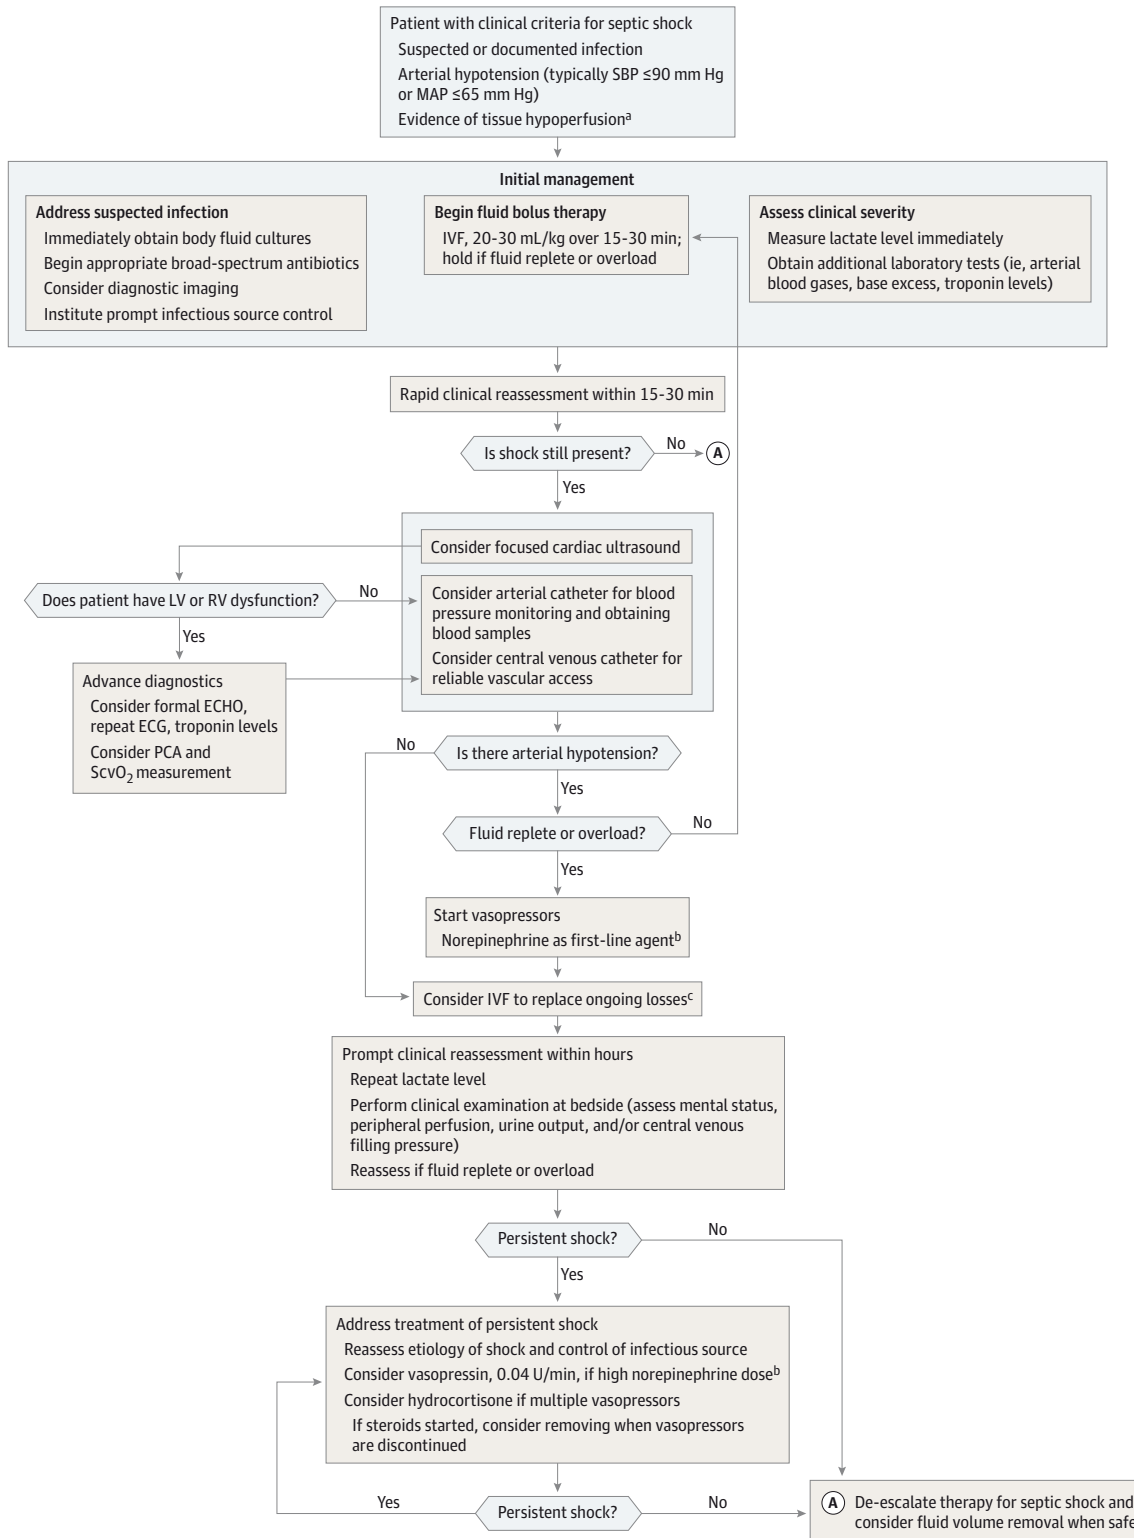 Patient with clinical criteria for septic shock
Suspected or documented infection
Arterial hypotension (typically SBP ≤90 mm Hg
or MAP ≤65 mm Hg)
Evidence of tissue hypoperfusionᵃ
Initial management
Address suspected infection
Immediately obtain body fluid cultures
Begin appropriate broad-spectrum antibiotics
Consider diagnostic imaging
Institute prompt infectious source control
Begin fluid bolus therapy
IVF, 20-30 mL/kg over 15-30 min;
hold if fluid replete or overload
Assess clinical severity
Measure lactate level immediately
Obtain additional laboratory tests (ie, arterial
blood gases, base excess, troponin levels)
Rapid clinical reassessment within 15-30 min
Is shock still present?
No
A
Yes
Consider focused cardiac ultrasound
Does patient have LV or RV dysfunction?
No
Yes
Consider arterial catheter for blood
pressure monitoring and obtaining
blood samples
Consider central venous catheter for
reliable vascular access
Advance diagnostics
Consider formal ECHO,
repeat ECG, troponin levels
Consider PCA and
ScvO₂ measurement
Is there arterial hypotension?
No
Yes
Fluid replete or overload?
No
Yes
Start vasopressors
Norepinephrine as first-line agentᵇ
Consider IVF to replace ongoing lossesᶜ
Prompt clinical reassessment within hours
Repeat lactate level
Perform clinical examination at bedside (assess mental status,
peripheral perfusion, urine output, and/or central venous
filling pressure)
Reassess if fluid replete or overload
Persistent shock?
No
Yes
Address treatment of persistent shock
Reassess etiology of shock and control of infectious source
Consider vasopressin, 0.04 U/min, if high norepinephrine doseᵇ
Consider hydrocortisone if multiple vasopressors
If steroids started, consider removing when vasopressors
are discontinued
Persistent shock?
Yes
No
A De-escalate therapy for septic shock and
consider fluid volume removal when safe